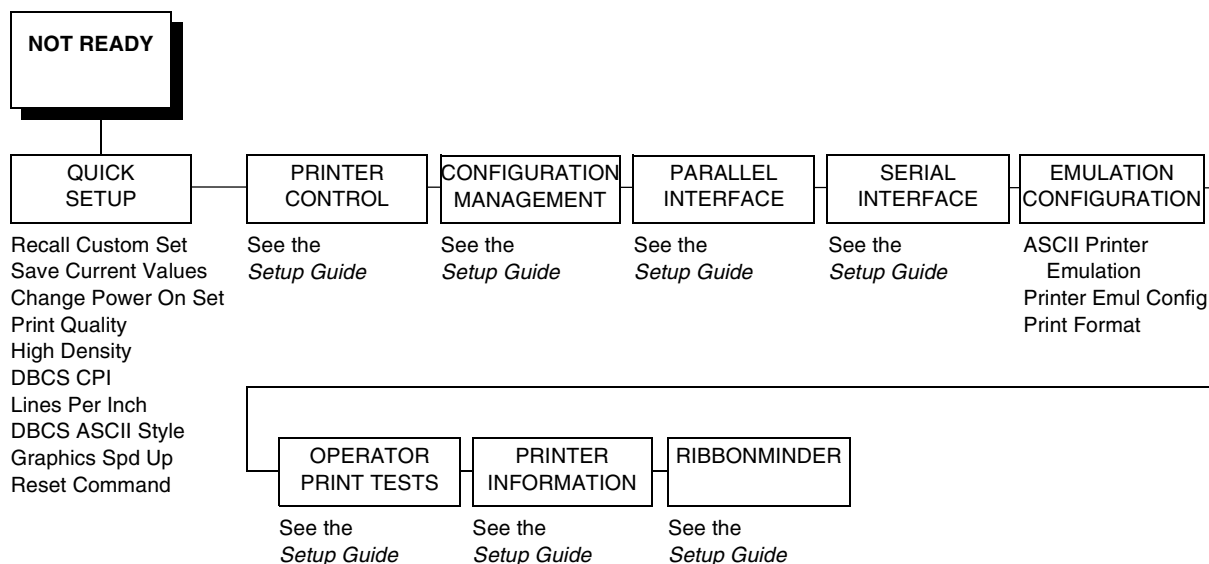 NOT READY
QUICK
SETUP
PRINTER
CONTROL
CONFIGURATION
MANAGEMENT
PARALLEL
INTERFACE
SERIAL
INTERFACE
EMULATION
CONFIGURATION
Recall Custom Set
Save Current Values
Change Power On Set
Print Quality
High Density
DBCS CPI
Lines Per Inch
DBCS ASCII Style
Graphics Spd Up
Reset Command
See the
Setup Guide
See the
Setup Guide
See the
Setup Guide
See the
Setup Guide
ASCII Printer
Emulation
Printer Emul Config
Print Format
OPERATOR
PRINT TESTS
PRINTER
INFORMATION
RIBBONMINDER
See the
Setup Guide
See the
Setup Guide
See the
Setup Guide